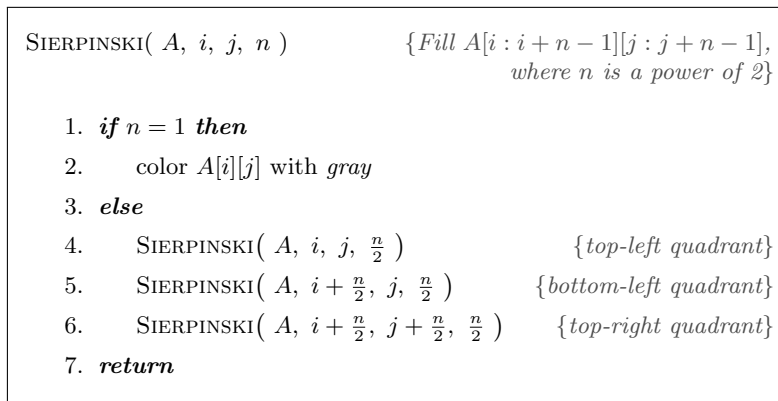 SIERPINSKI( A, i, j, n ) {Fill A[i : i + n − 1][j : j + n − 1],
where n is a power of 2}
1. if n = 1 then
2. color A[i][j] with gray
3. else
4. SIERPINSKI( A, i, j, n/2 ) {top-left quadrant}
5. SIERPINSKI( A, i + n/2, j, n/2 ) {bottom-left quadrant}
6. SIERPINSKI( A, i + n/2, j + n/2, n/2 ) {top-right quadrant}
7. return